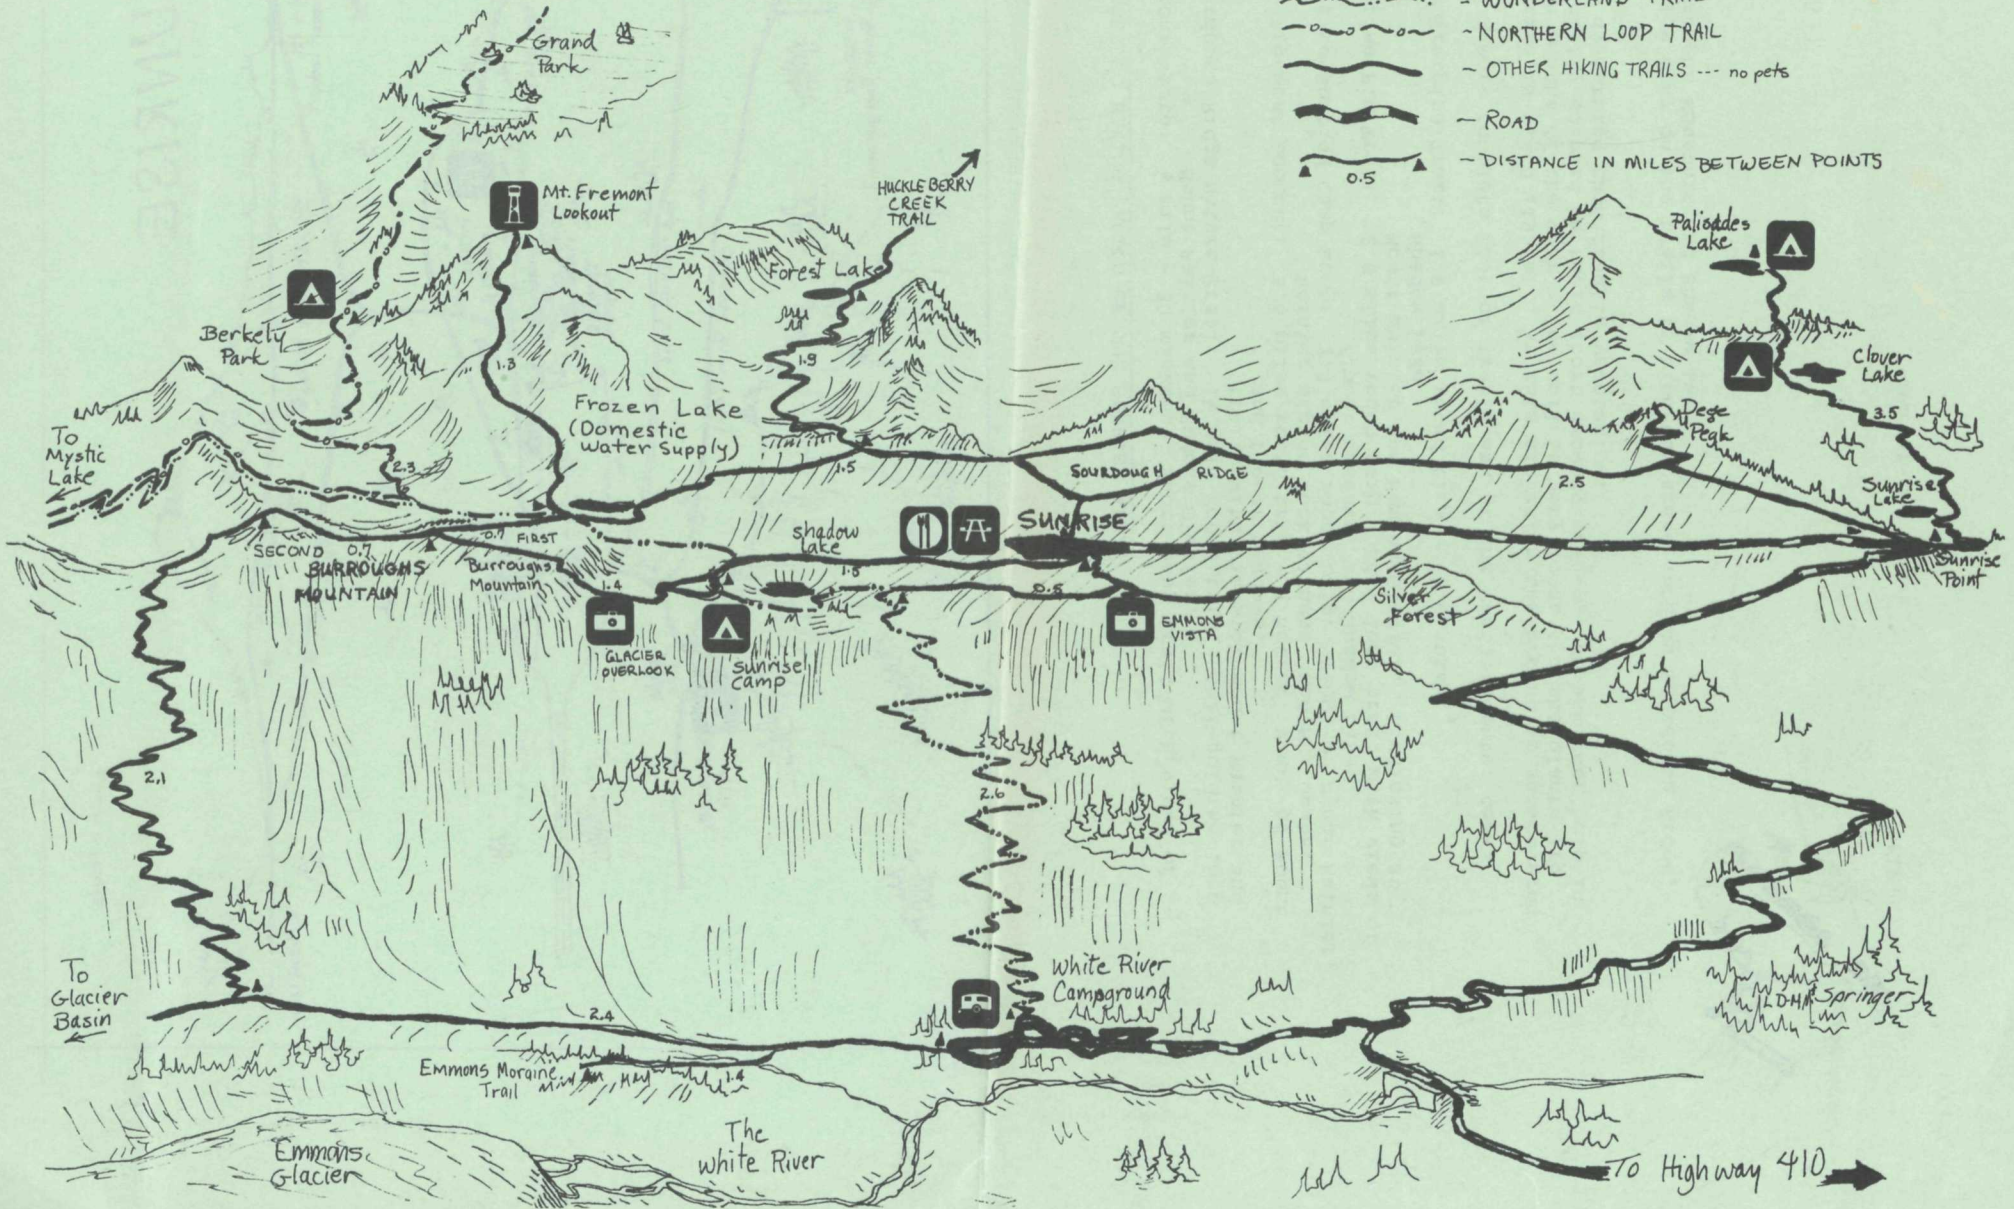 - WONDERLAND TRAIL
- NORTHERN LOOP TRAIL
- OTHER HIKING TRAILS --- no pets
- ROAD
0.5
- DISTANCE IN MILES BETWEEN POINTS
Grand
Park
Mt. Fremont
Lookout
HUCKLEBERRY
CREEK
TRAIL
Palisades
Lake
Forest Lake
Berkely
Park
1.3
1.9
Clover
Lake
3.5
Frozen Lake
(Domestic
Water Supply)
Dege
Peak
To
Mystic
Lake
2.3
1.5
SOURDOUGH RIDGE
2.5
Sunrise
Lake
SUNRISE
Shadow
Lake
SECOND
0.7
BURROUGHS
MOUNTAIN
0.7
FIRST
Burroughs
Mountain
1.4
1.5
0.5
Sunrise
Point
Silver
Forest
GLACIER
OVERLOOK
Sunrise
Camp
EMMONS
VISTA
2.1
2.6
To
Glacier
Basin
White River
Campground
L.D.H.M. Springer
2.4
Emmons Moraine
Trail
1.4
Emmons
Glacier
The
White River
To Highway 410